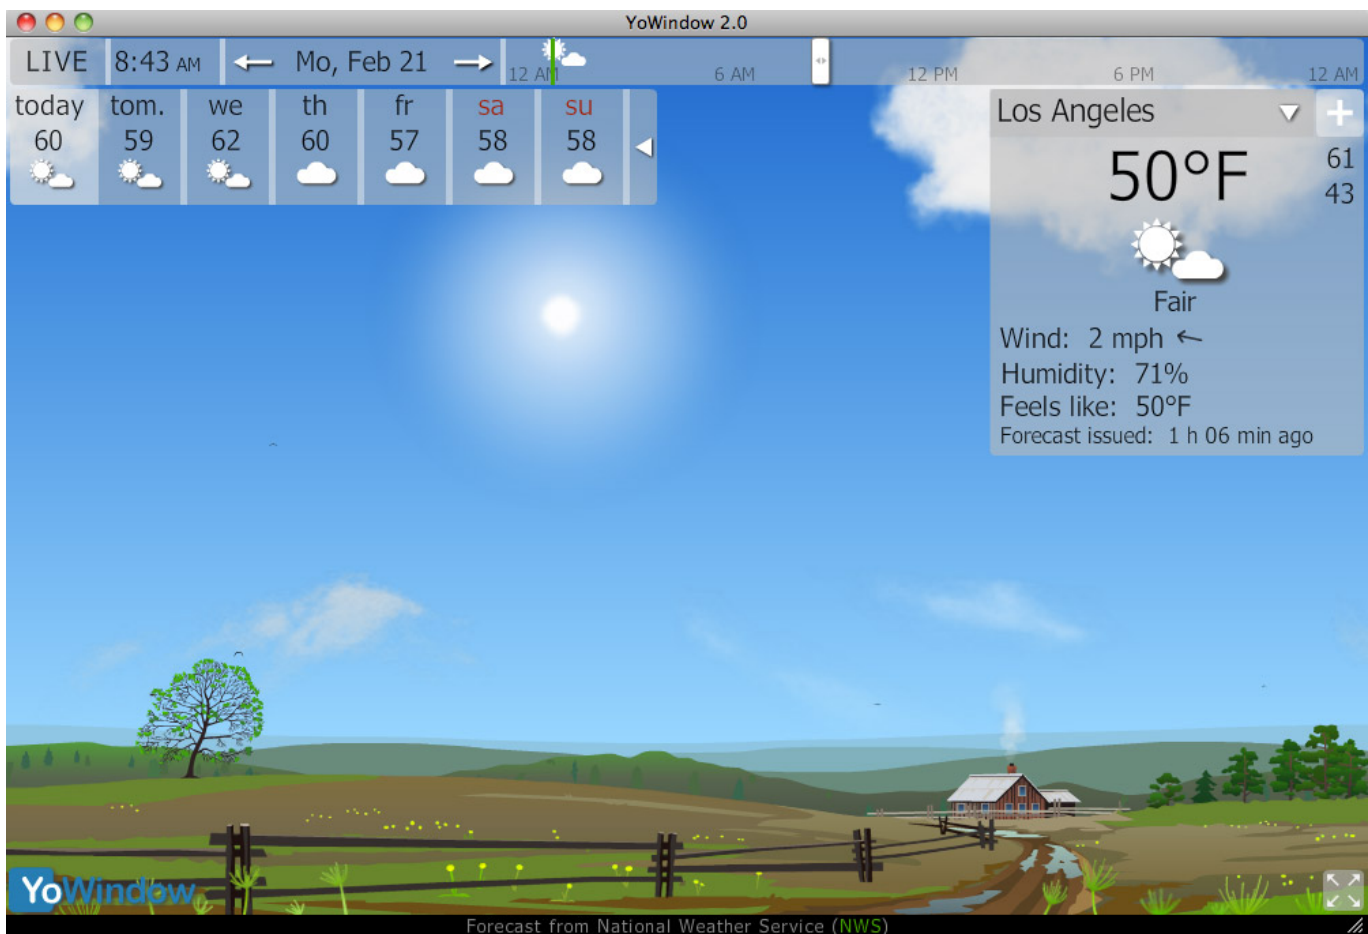 YoWindow 2.0
LIVE 8:43 AM Mo, Feb 21 12 AM 6 AM 12 PM 6 PM 12 AM
today tom. we th fr sa su
60 59 62 60 57 58 58
Los Angeles
50°F 61
43
Fair
Wind: 2 mph
Humidity: 71%
Feels like: 50°F
Forecast issued: 1 h 06 min ago
YoWindow
Forecast from National Weather Service (NWS)